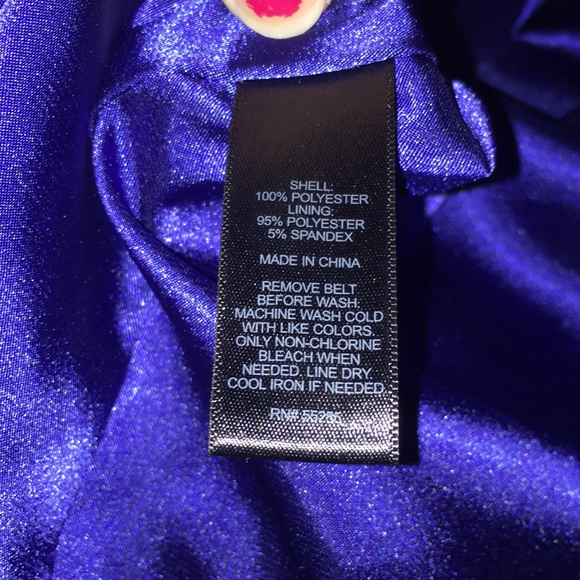 SHELL:
100% POLYESTER
LINING:
95% POLYESTER
5% SPANDEX
MADE IN CHINA
REMOVE BELT
BEFORE WASH.
MACHINE WASH COLD
WITH LIKE COLORS.
ONLY NON-CHLORINE
BLEACH WHEN
NEEDED. LINE DRY.
COOL IRON IF NEEDED.
RN# 55285